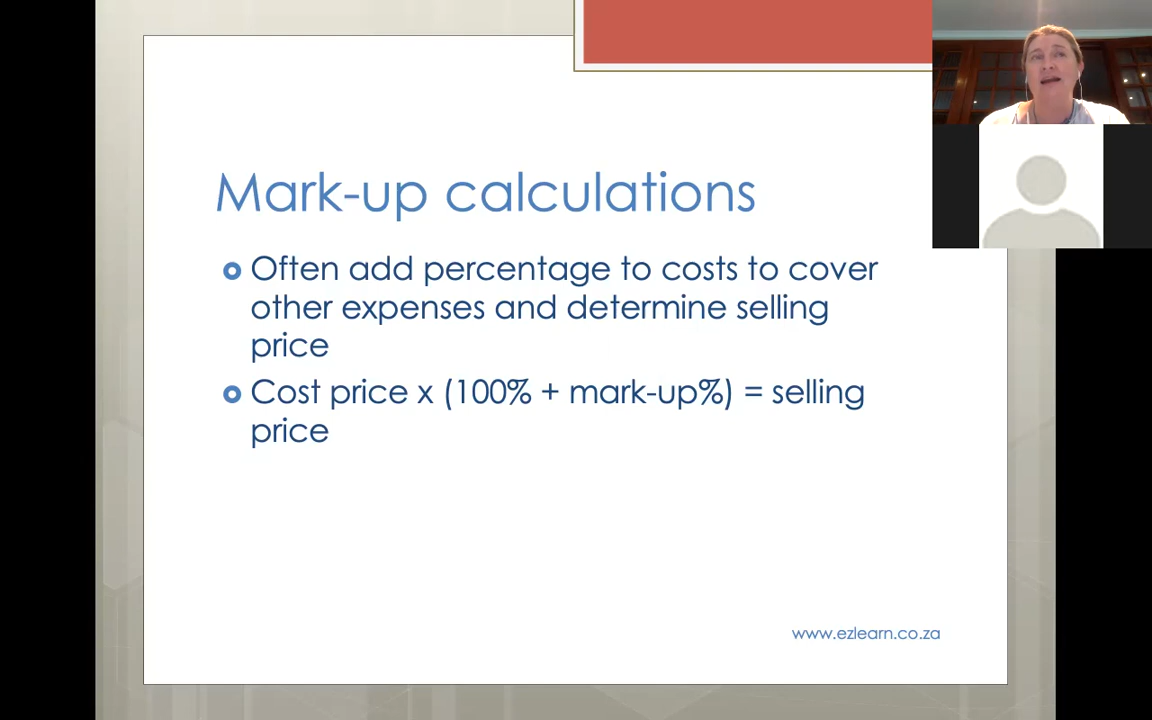 Mark-up calculations
Often add percentage to costs to cover
other expenses and determine selling
price
Cost price x (100% + mark-up%) = selling
price
www.ezlearn.co.za